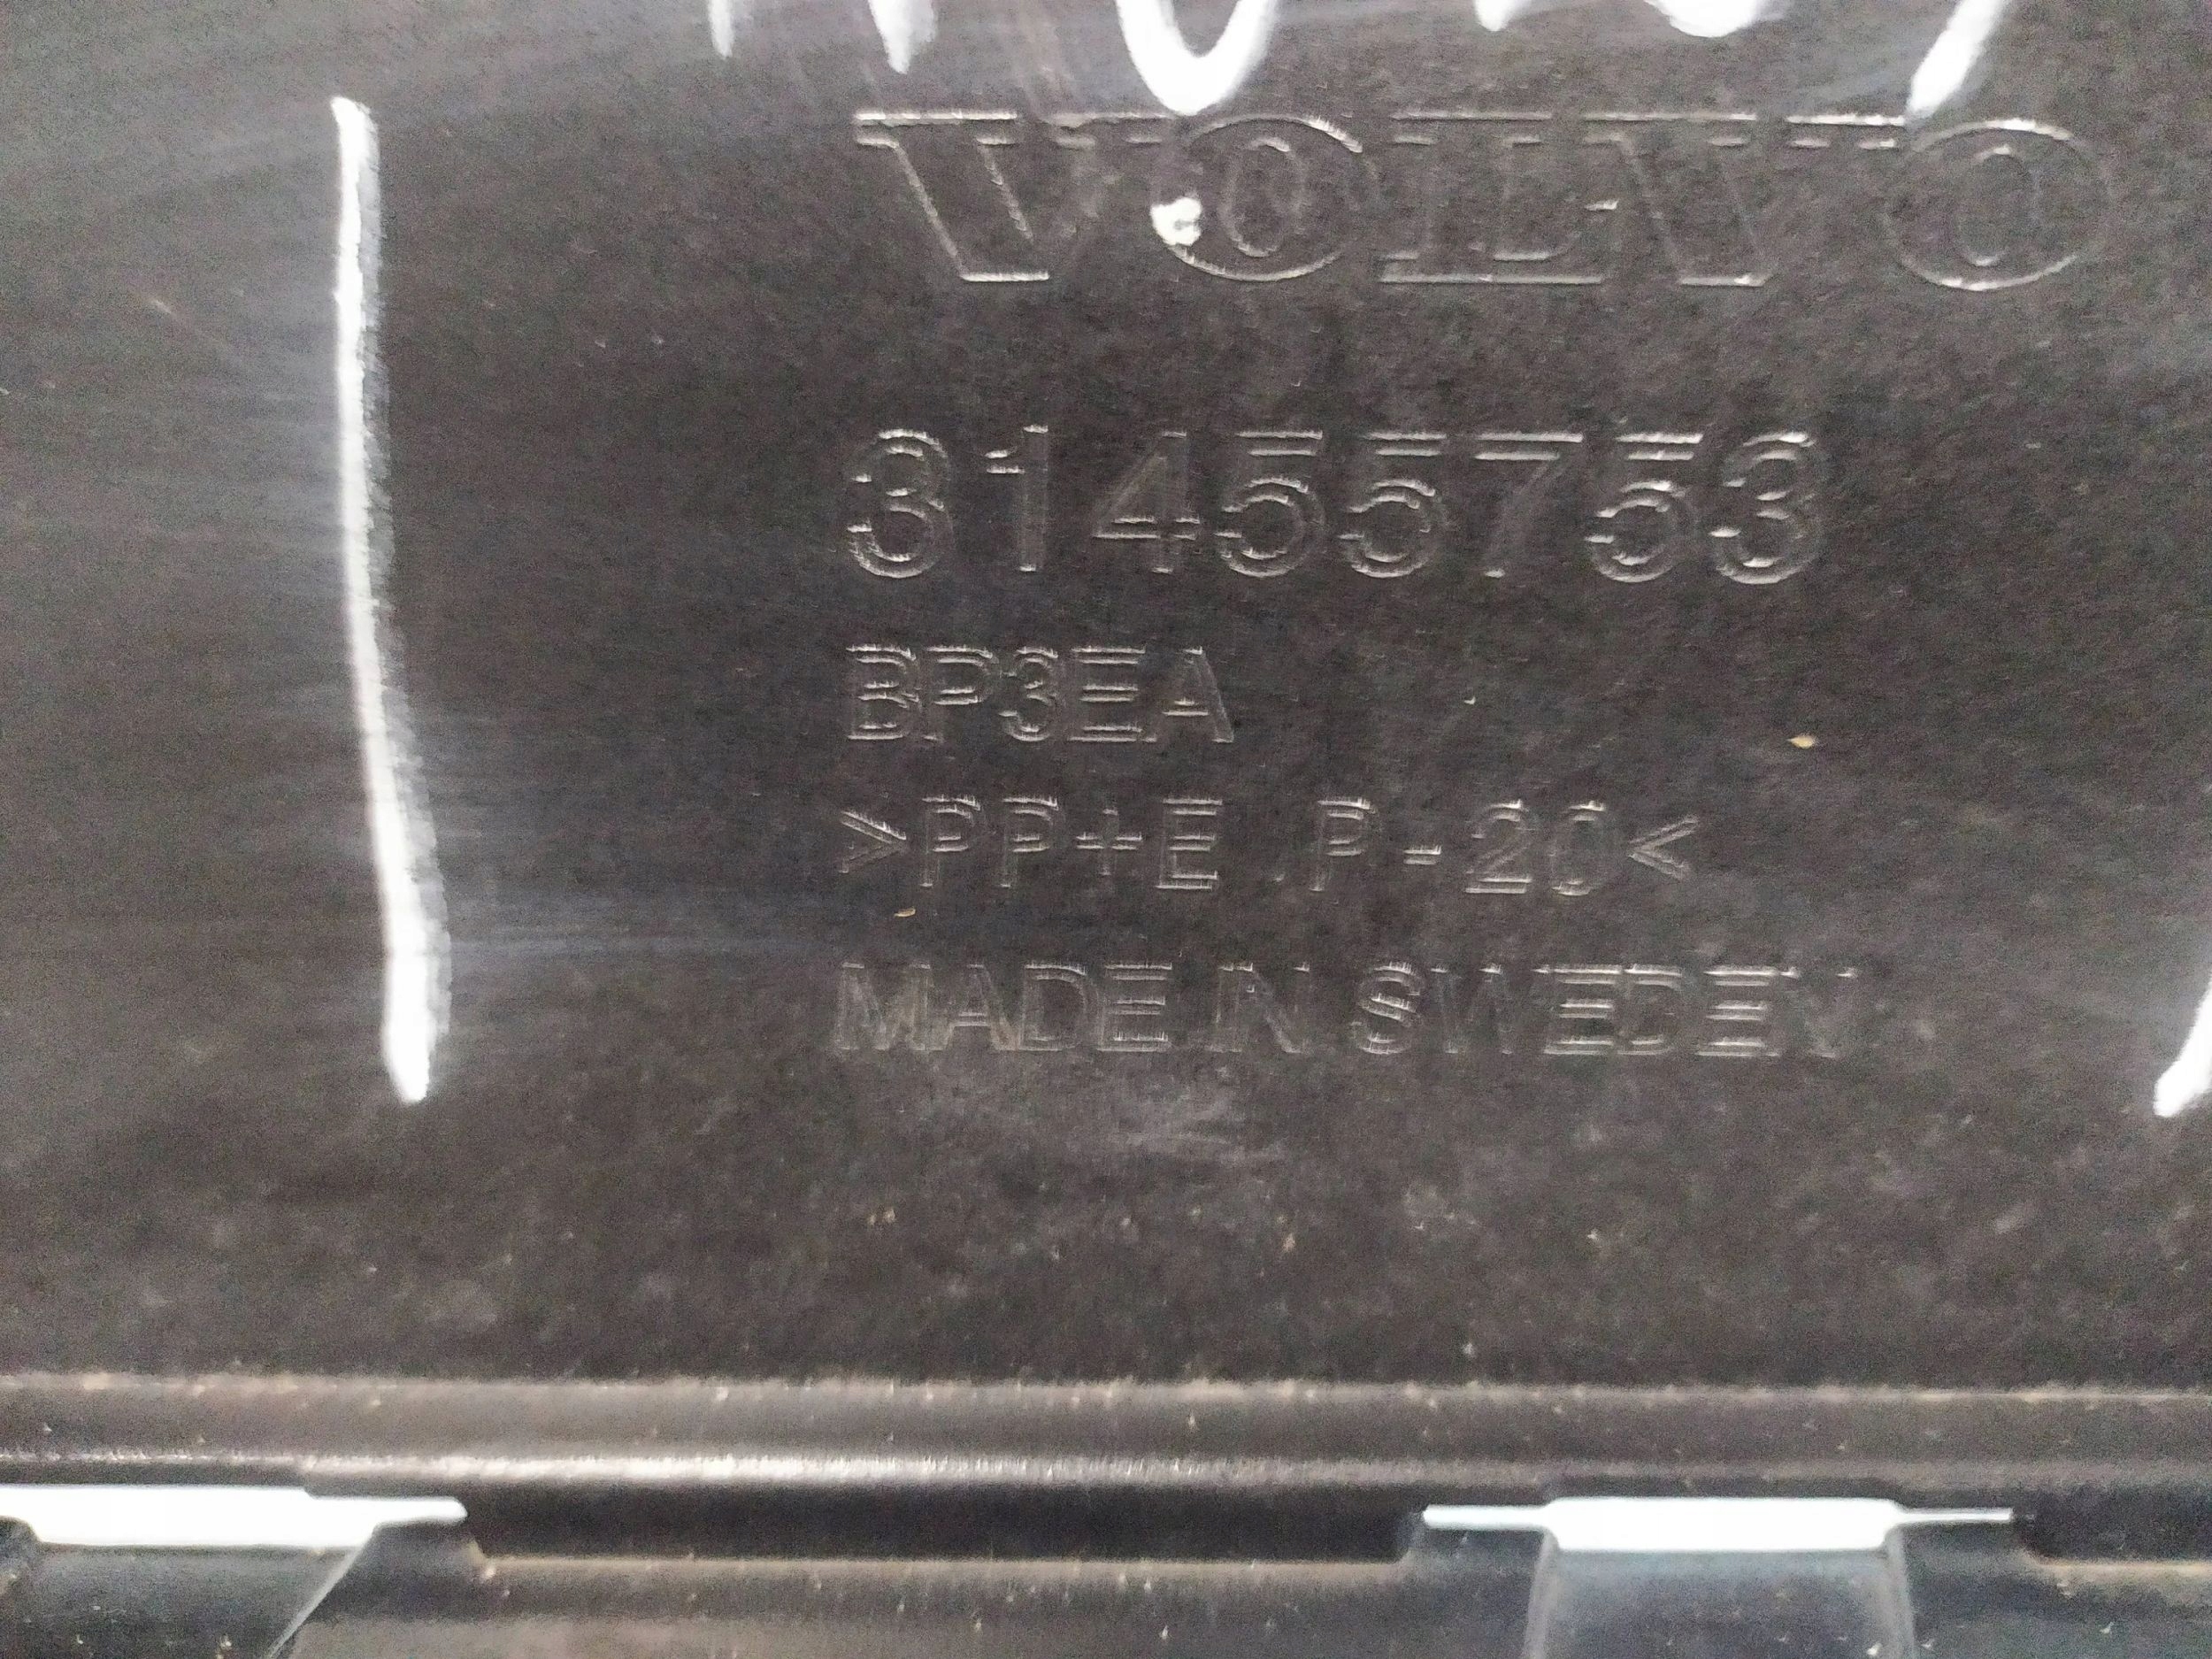 VOLVO
31455753
BP3EA
>PP+E P-20<
MADE IN SWEDEN